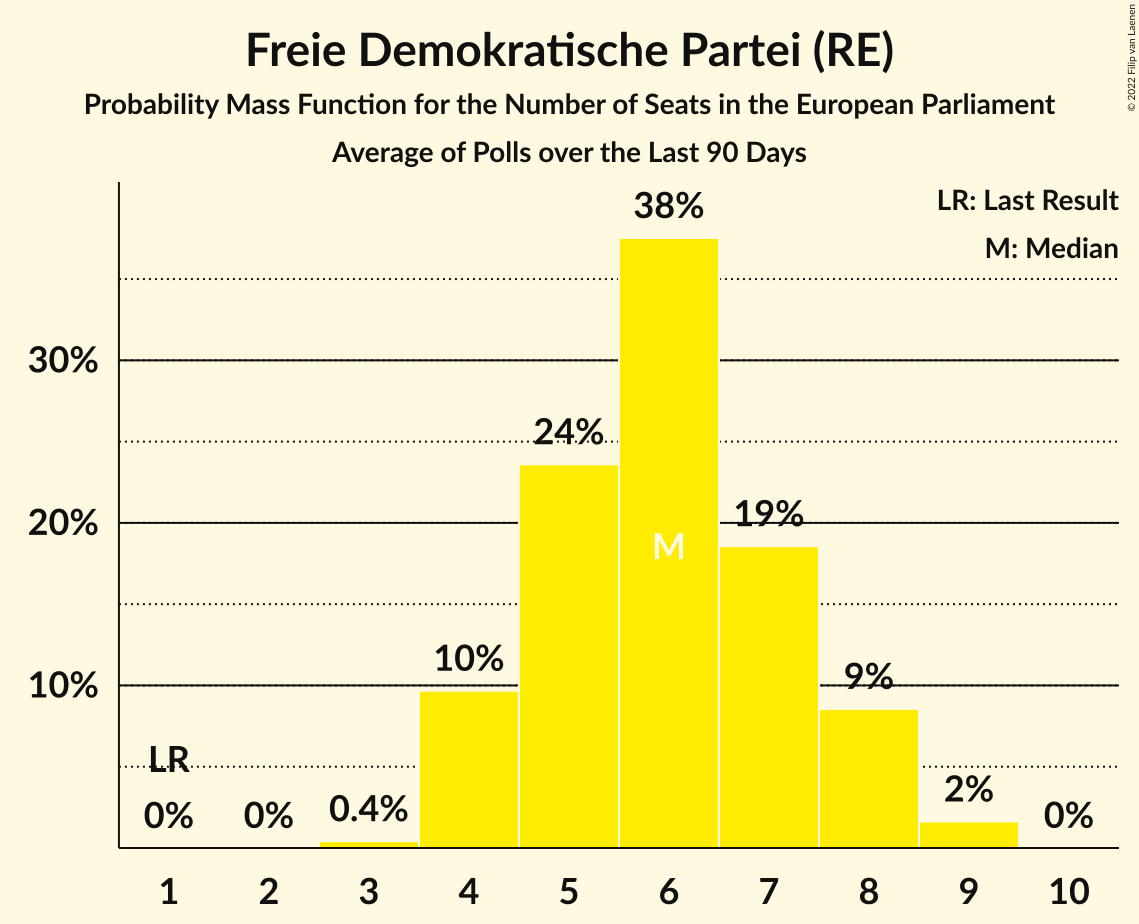 Freie Demokratische Partei (RE)
Probability Mass Function for the Number of Seats in the European Parliament
Average of Polls over the Last 90 Days
© 2022 Filip van Laenen
LR: Last Result
M: Median
38%
30%
24%
20%
19%
M
10%
10%
9%
LR
0%
0%
0.4%
2%
0%
1 2 3 4 5 6 7 8 9 10